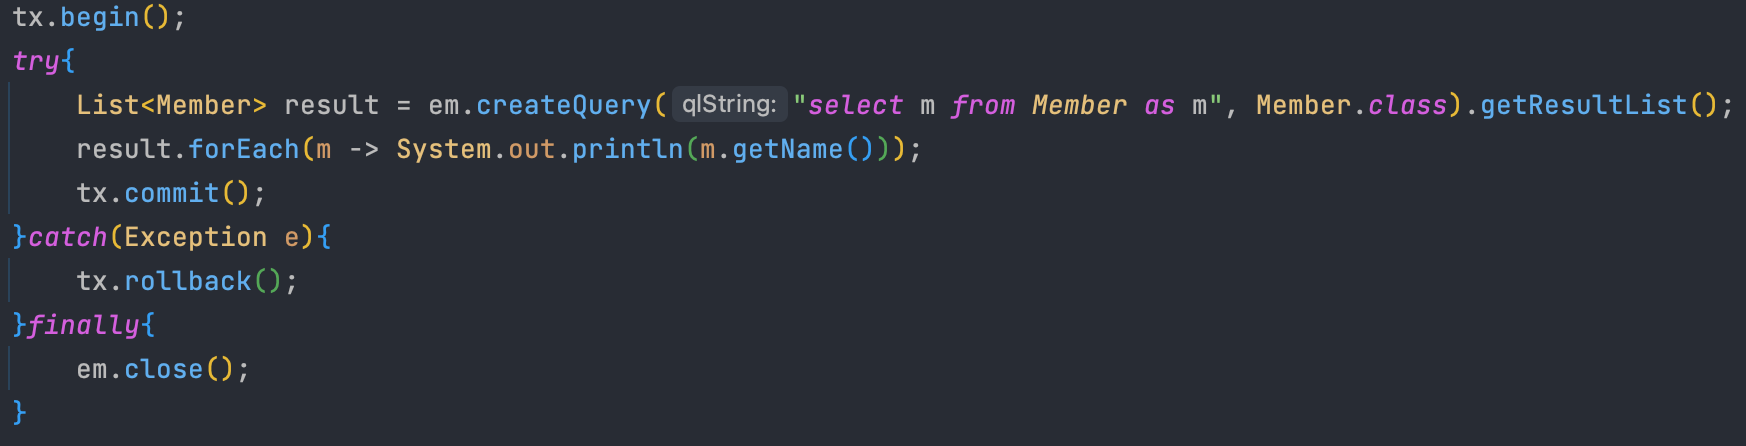 tx.begin();
try{
    List<Member> result = em.createQuery( qlString: "select m from Member as m", Member.class).getResultList();
    result.forEach(m -> System.out.println(m.getName()));
    tx.commit();
}catch(Exception e){
    tx.rollback();
}finally{
    em.close();
}